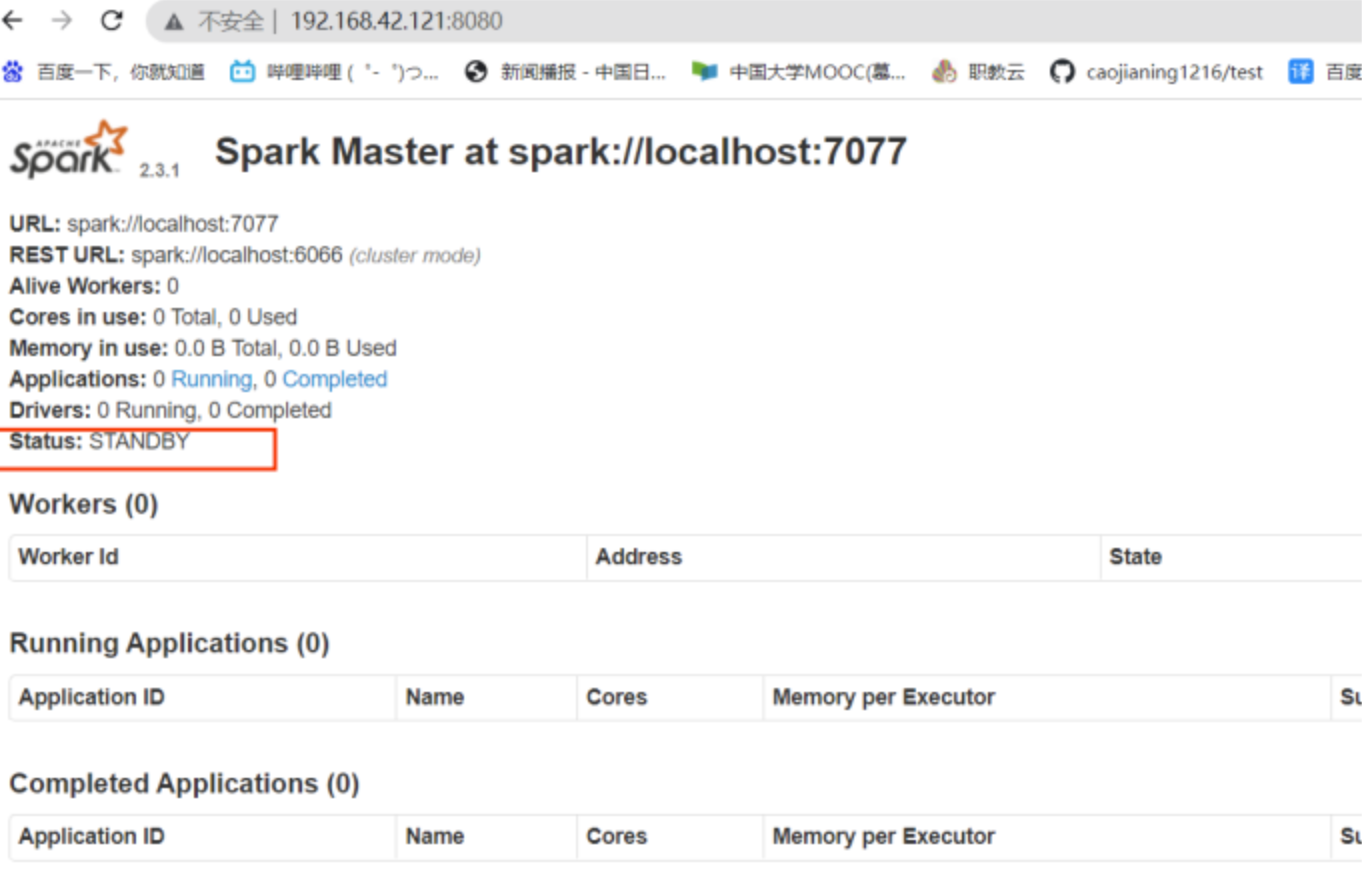 不安全 | 192.168.42.121:8080
百度一下，你就知道 哔哩哔哩 ( ゜- ゜)つ... 新闻播报 - 中国日... 中国大学MOOC(慕... 职教云 caojianing1216/test 译 百度
APACHE Spark 2.3.1 Spark Master at spark://localhost:7077
URL: spark://localhost:7077
REST URL: spark://localhost:6066 (cluster mode)
Alive Workers: 0
Cores in use: 0 Total, 0 Used
Memory in use: 0.0 B Total, 0.0 B Used
Applications: 0 Running, 0 Completed
Drivers: 0 Running, 0 Completed
Status: STANDBY
Workers (0)
Worker Id Address State
Running Applications (0)
Application ID Name Cores Memory per Executor Su
Completed Applications (0)
Application ID Name Cores Memory per Executor Su